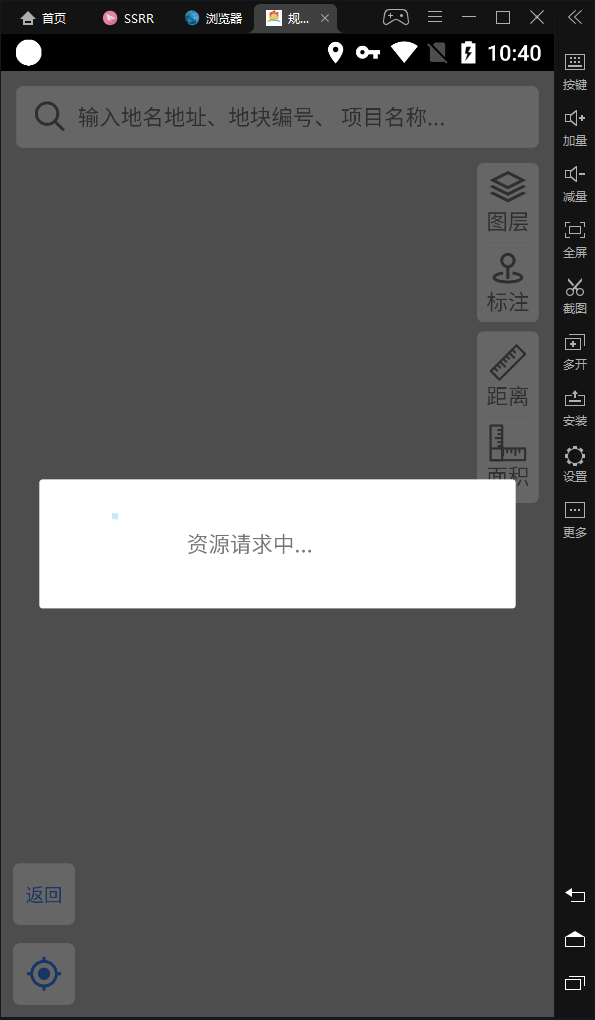 首页
SSRR
浏览器
规...
10:40
输入地名地址、地块编号、 项目名称...
图层
标注
距离
面积
资源请求中...
返回
按键
加量
减量
全屏
截图
多开
安装
设置
更多